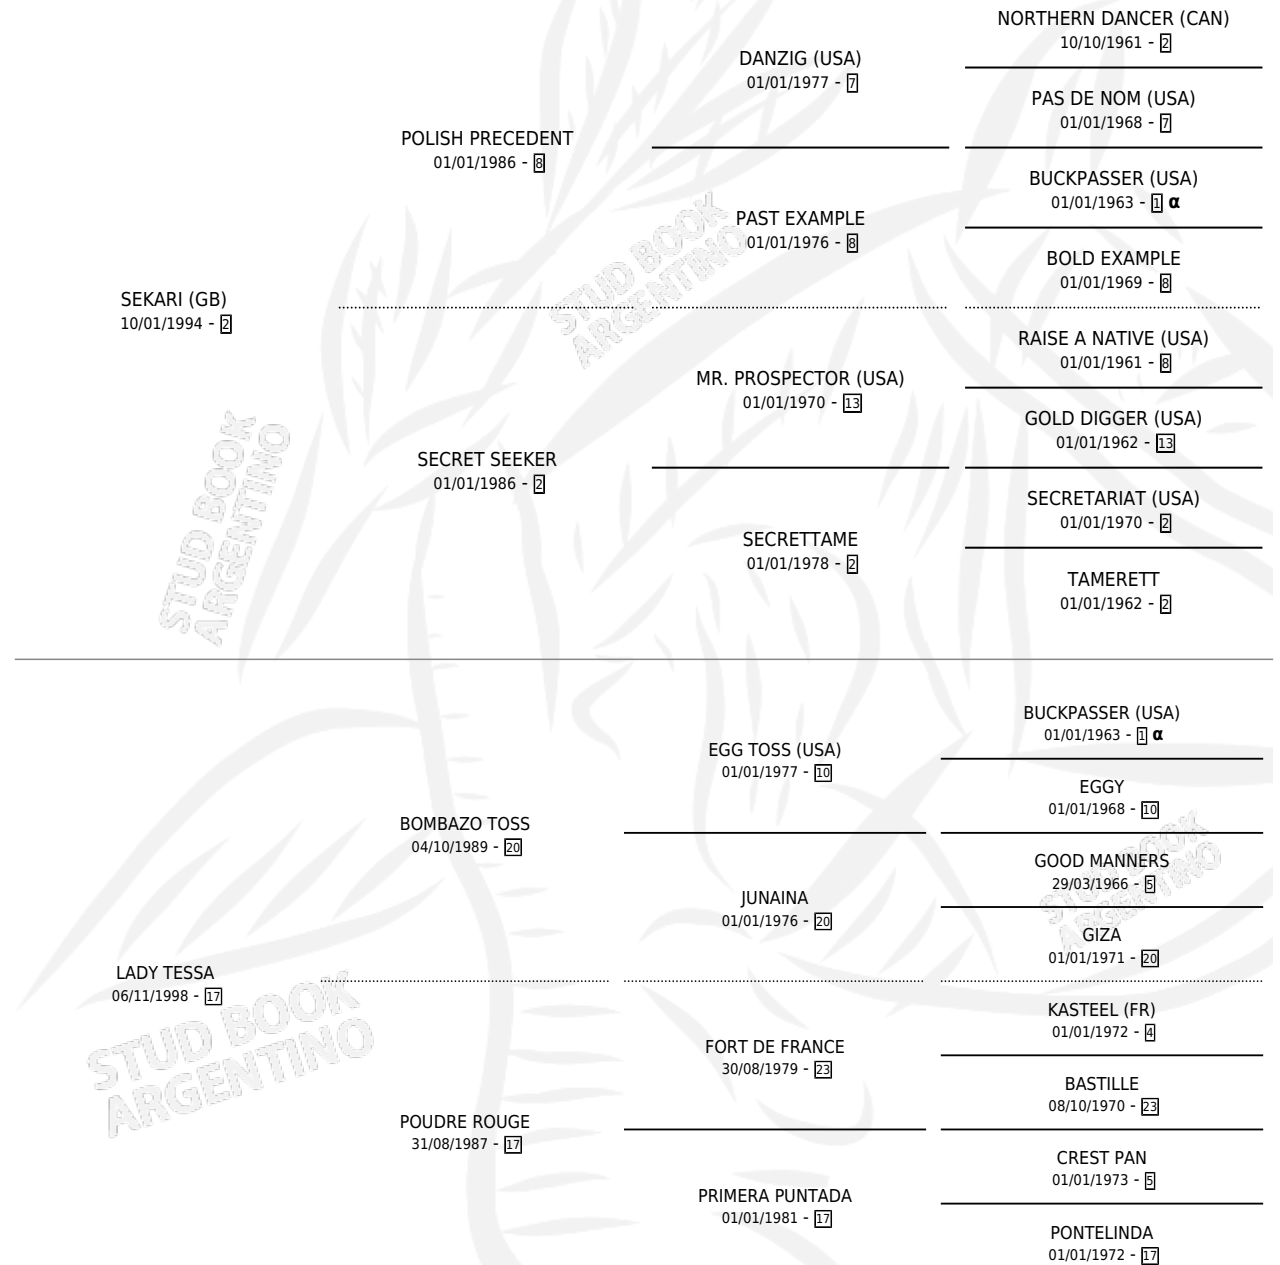 NORTHERN DANCER (CAN)
10/10/1961 - 2
DANZIG (USA)
01/01/1977 - 7
PAS DE NOM (USA)
01/01/1968 - 7
POLISH PRECEDENT
01/01/1986 - 8
BUCKPASSER (USA)
01/01/1963 - 1 α
PAST EXAMPLE
01/01/1976 - 8
BOLD EXAMPLE
01/01/1969 - 8
SEKARI (GB)
10/01/1994 - 2
RAISE A NATIVE (USA)
01/01/1961 - 8
MR. PROSPECTOR (USA)
01/01/1970 - 13
GOLD DIGGER (USA)
01/01/1962 - 13
SECRET SEEKER
01/01/1986 - 2
SECRETARIAT (USA)
01/01/1970 - 2
SECRETTAME
01/01/1978 - 2
TAMERETT
01/01/1962 - 2
BUCKPASSER (USA)
01/01/1963 - 1 α
EGG TOSS (USA)
01/01/1977 - 10
EGGY
01/01/1968 - 10
BOMBAZO TOSS
04/10/1989 - 20
GOOD MANNERS
29/03/1966 - 5
JUNAINA
01/01/1976 - 20
GIZA
01/01/1971 - 20
LADY TESSA
06/11/1998 - 17
KASTEEL (FR)
01/01/1972 - 4
FORT DE FRANCE
30/08/1979 - 23
BASTILLE
08/10/1970 - 23
POUDRE ROUGE
31/08/1987 - 17
CREST PAN
01/01/1973 - 5
PRIMERA PUNTADA
01/01/1981 - 17
PONTELINDA
01/01/1972 - 17
STUD BOOK
ARGENTINO
STUD BOOK
ARGENTINO
STUD BOOK
ARGENTINO
STUD BOOK
ARGENTINO